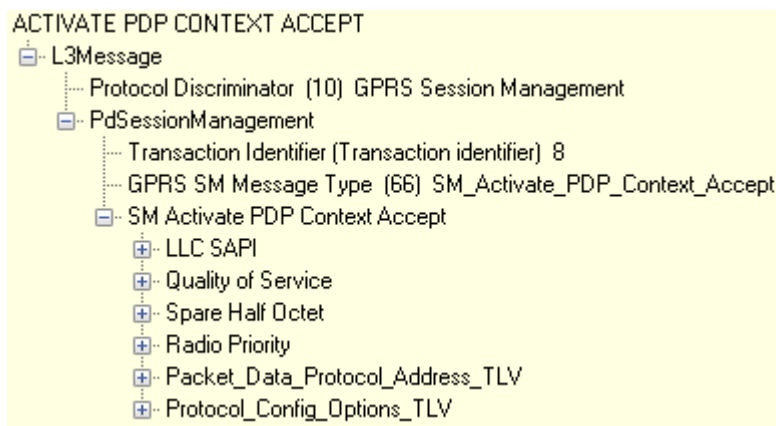 ACTIVATE PDP CONTEXT ACCEPT
L3Message
Protocol Discriminator (10) GPRS Session Management
PdSessionManagement
Transaction Identifier (Transaction identifier) 8
GPRS SM Message Type (66) SM_Activate_PDP_Context_Accept
SM Activate PDP Context Accept
LLC SAPI
Quality of Service
Spare Half Octet
Radio Priority
Packet_Data_Protocol_Address_TLV
Protocol_Config_Options_TLV